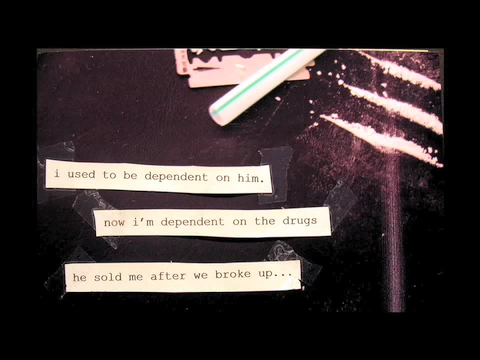 i used to be dependent on him.
now i'm dependent on the drugs
he sold me after we broke up...